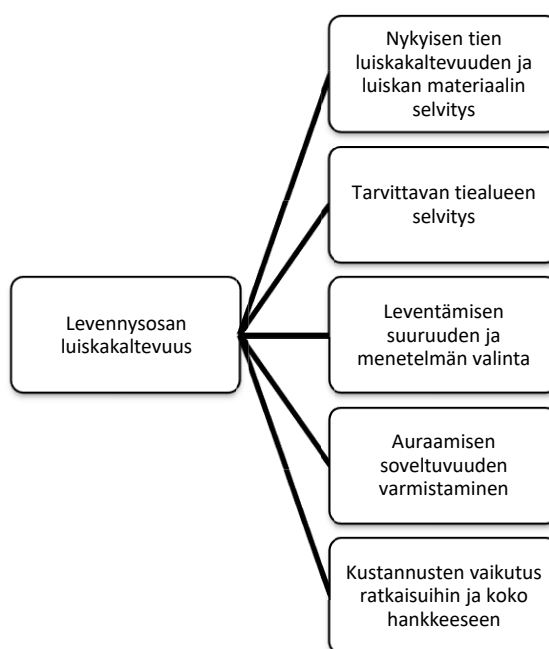 Nykyisen tien
luiskakaltevuuden ja
luiskan materiaalin
selvitys
Tarvittavan tiealueen
selvitys
Levennysosan
luiskakaltevuus
Leventämisen
suuruuden ja
menetelmän valinta
Auraamisen
soveltuvuuden
varmistaminen
Kustannusten vaikutus
ratkaisuihin ja koko
hankkeeseen